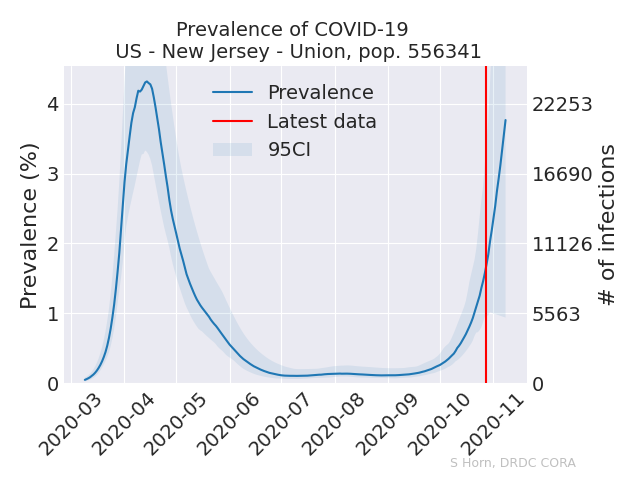 Prevalence of COVID-19
US - New Jersey - Union, pop. 556341
Prevalence
Latest data
95CI
Prevalence (%)
4
3
2
1
0
22253
16690
11126
5563
0
# of infections
2020-03
2020-04
2020-05
2020-06
2020-07
2020-08
2020-09
2020-10
2020-11
S Horn, DRDC CORA